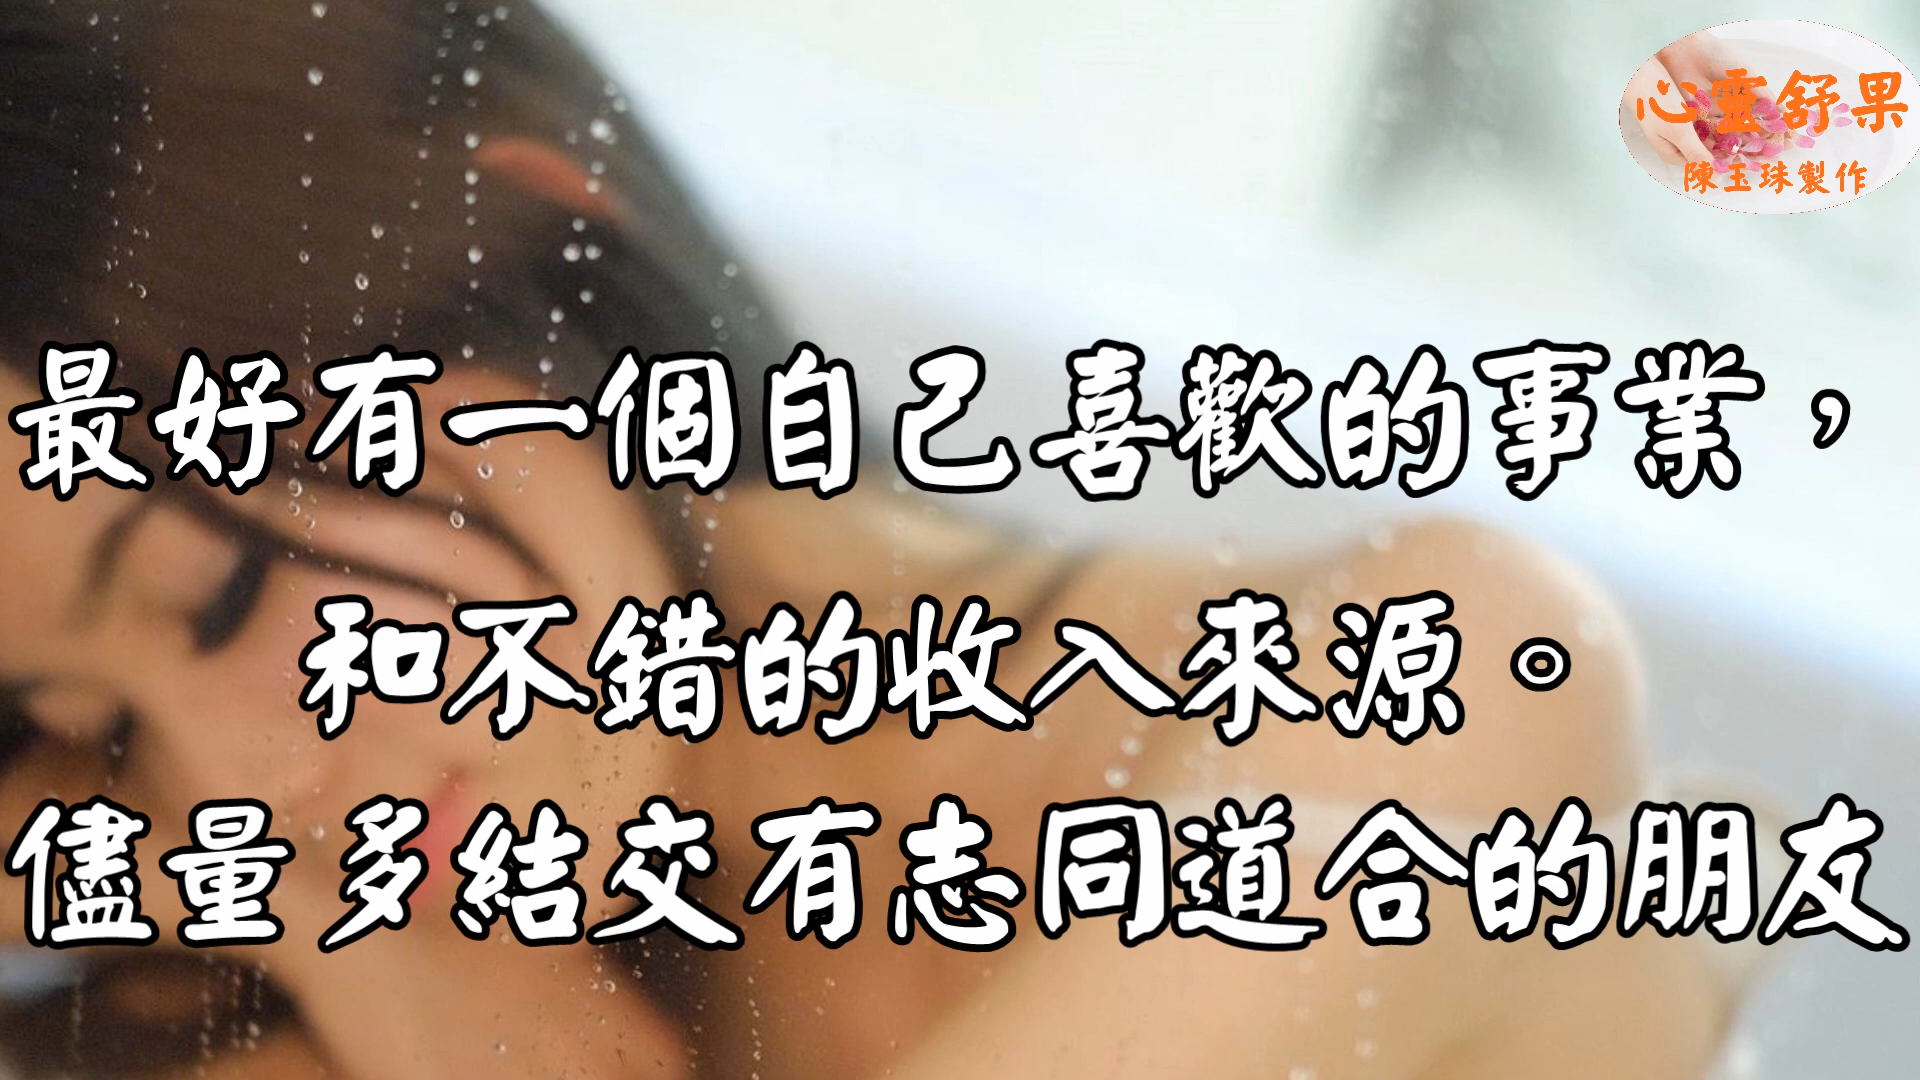 心靈舒果
陳玉珠製作
最好有一個自己喜歡的事業，
和不錯的收入來源。
儘量多結交有志同道合的朋友